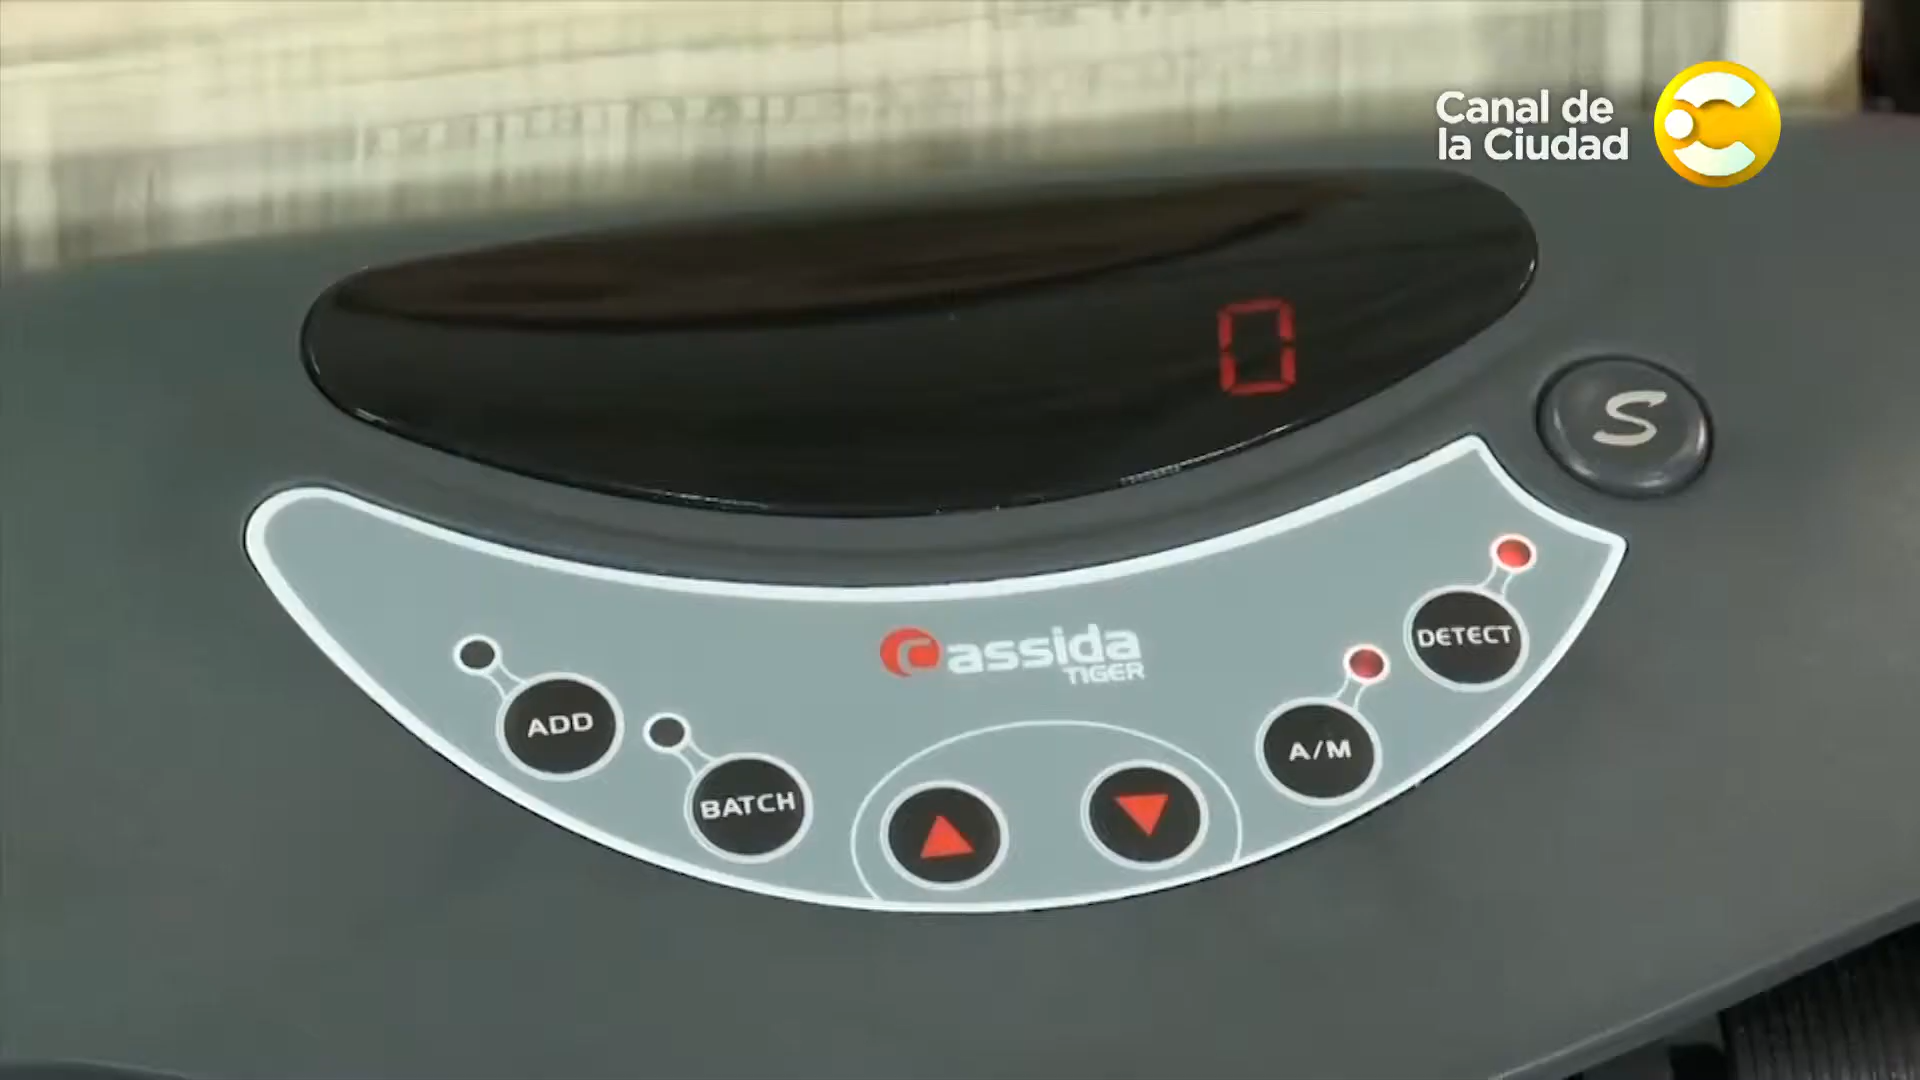 Canal de
la Ciudad
0
S
cassida
TIGER
DETECT
ADD
A/M
BATCH